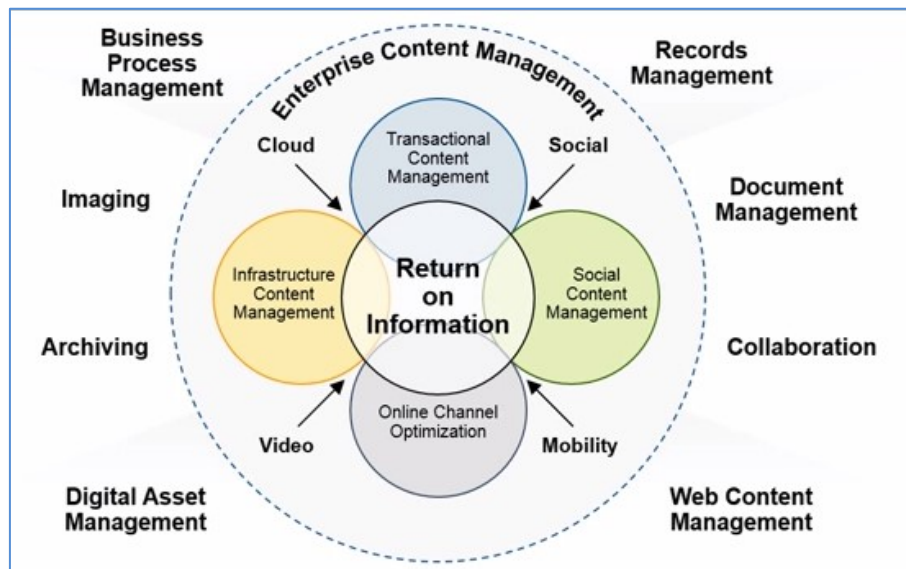 Business
Process
Management
Records
Management
Enterprise Content Management
Cloud
Transactional
Content
Management
Social
Imaging
Document
Management
Infrastructure
Content
Management
Return
on
Information
Social
Content
Management
Archiving
Collaboration
Video
Online Channel
Optimization
Mobility
Digital Asset
Management
Web Content
Management